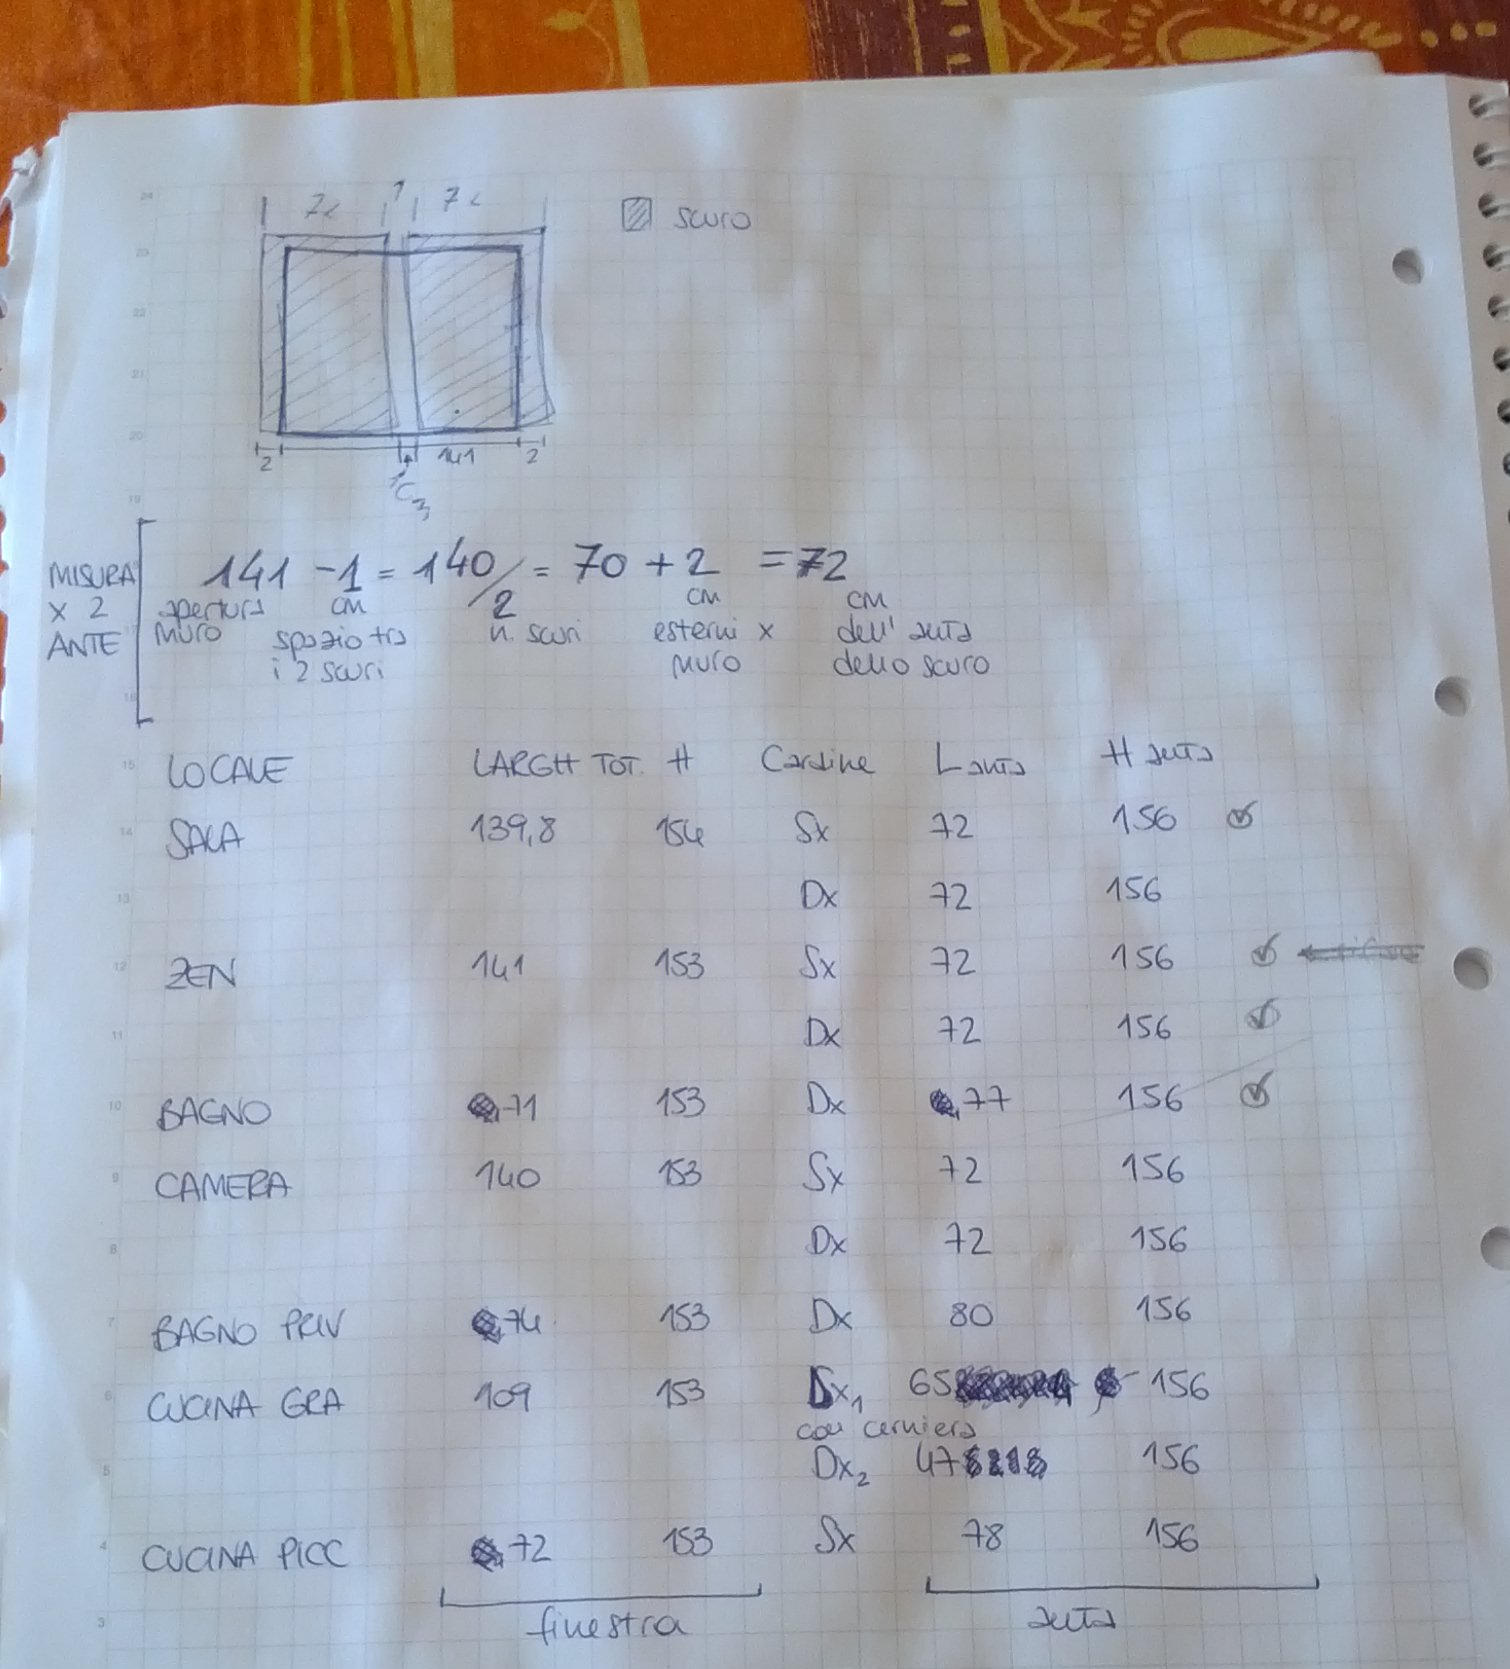 72 1 72
scuro
2 1 141 2
141 - 1 = 140/2 = 70 + 2 = 72
MISURA x 2 ANTE
apertura muro
cm spazio tra i 2 scuri
n. scuri
cm esterni x muro
cm dell'anta dello scuro
LOCALE LARGH TOT. H Cardine L anta H anta
SALA 139,8 154 Sx 72 156
Dx 72 156
ZEN 141 153 Sx 72 156
Dx 72 156
BAGNO 71 153 Dx 77 156
CAMERA 140 153 Sx 72 156
Dx 72 156
BAGNO PRIV 74 153 Dx 80 156
CUCINA GRA 109 153 Dx1 65 156
con cerniera
Dx2 47 156
CUCINA PICC 72 153 Sx 78 156
finestra anta